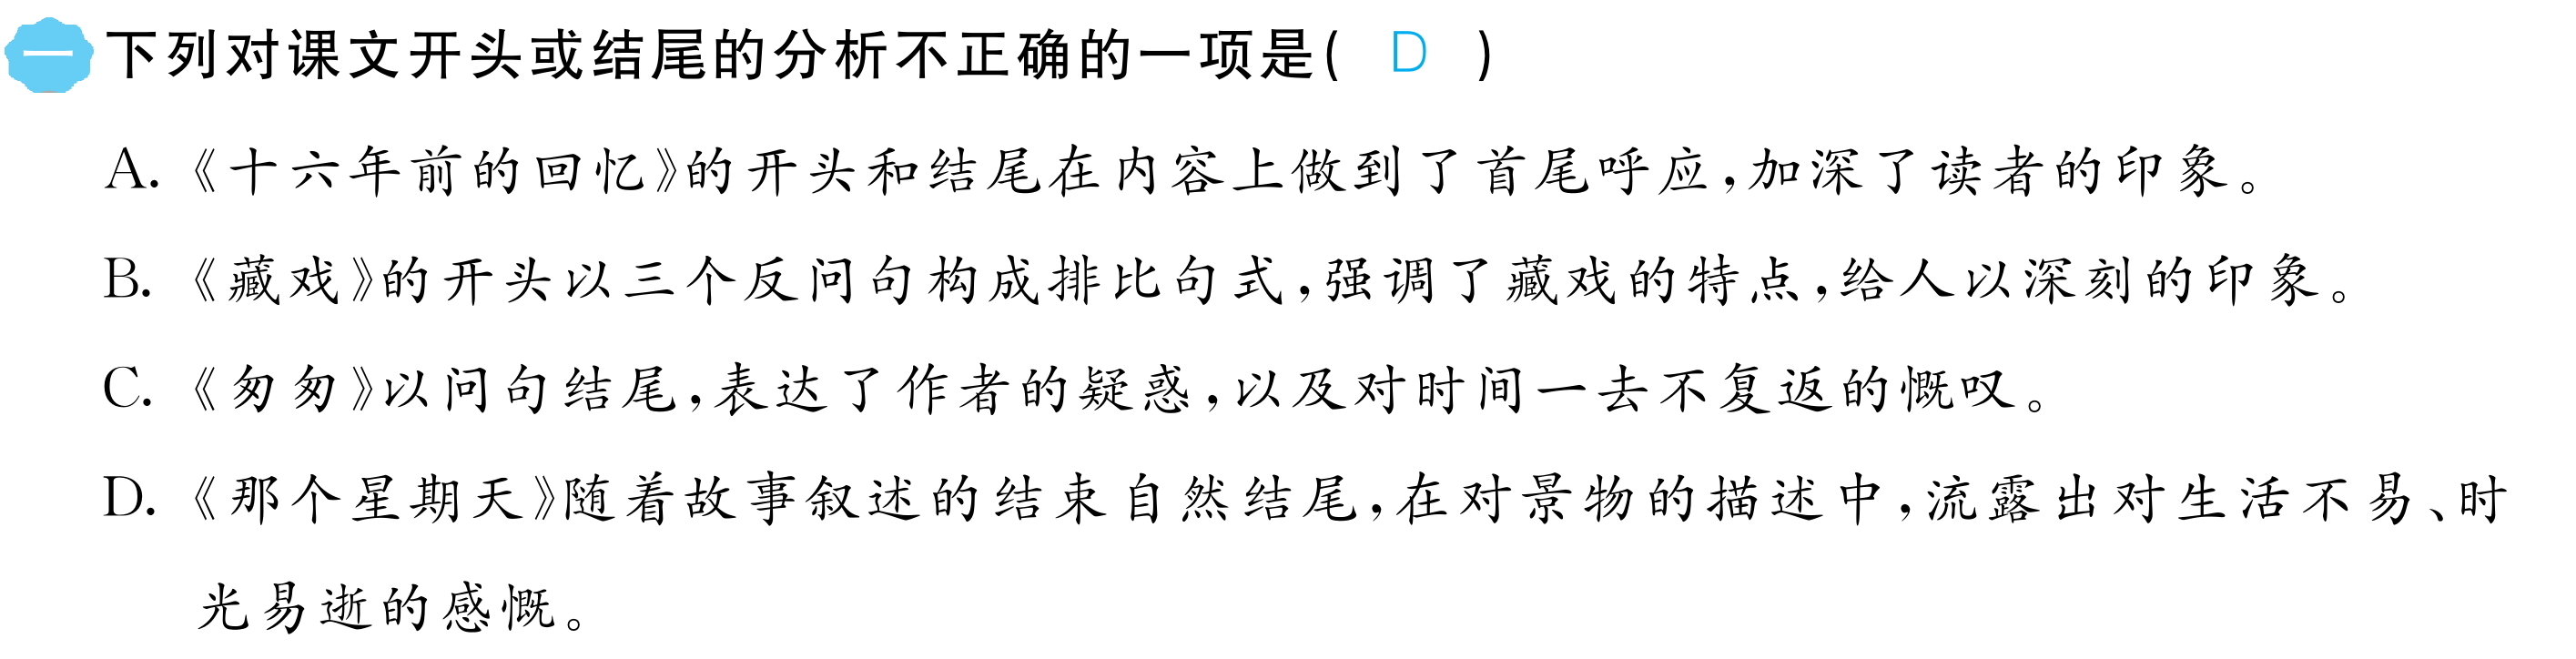 一 下列对课文开头或结尾的分析不正确的一项是( D )
A.《十六年前的回忆》的开头和结尾在内容上做到了首尾呼应,加深了读者的印象。
B.《藏戏》的开头以三个反问句构成排比句式,强调了藏戏的特点,给人以深刻的印象。
C.《匆匆》以问句结尾,表达了作者的疑惑,以及对时间一去不复返的慨叹。
D.《那个星期天》随着故事叙述的结束自然结尾,在对景物的描述中,流露出对生活不易、时
光易逝的感慨。